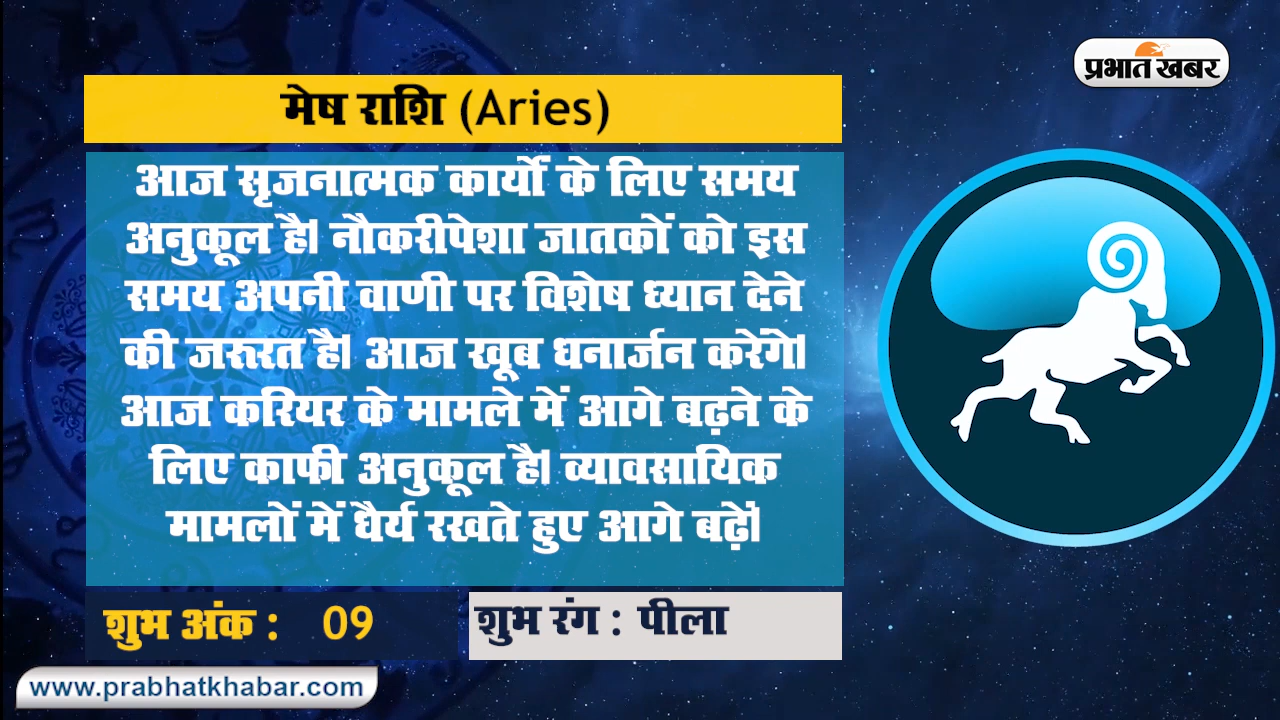 प्रभात खबर
मेष राशि (Aries)
आज सृजनात्मक कार्यों के लिए समय
अनुकूल है। नौकरीपेशा जातकों को इस
समय अपनी वाणी पर विशेष ध्यान देने
की जरूरत है। आज खूब धनार्जन करेंगे।
आज करियर के मामले में आगे बढ़ने के
लिए काफी अनुकूल है। व्यावसायिक
मामलों में धैर्य रखते हुए आगे बढ़ें।
शुभ अंक : 09
शुभ रंग : पीला
www.prabhatkhabar.com